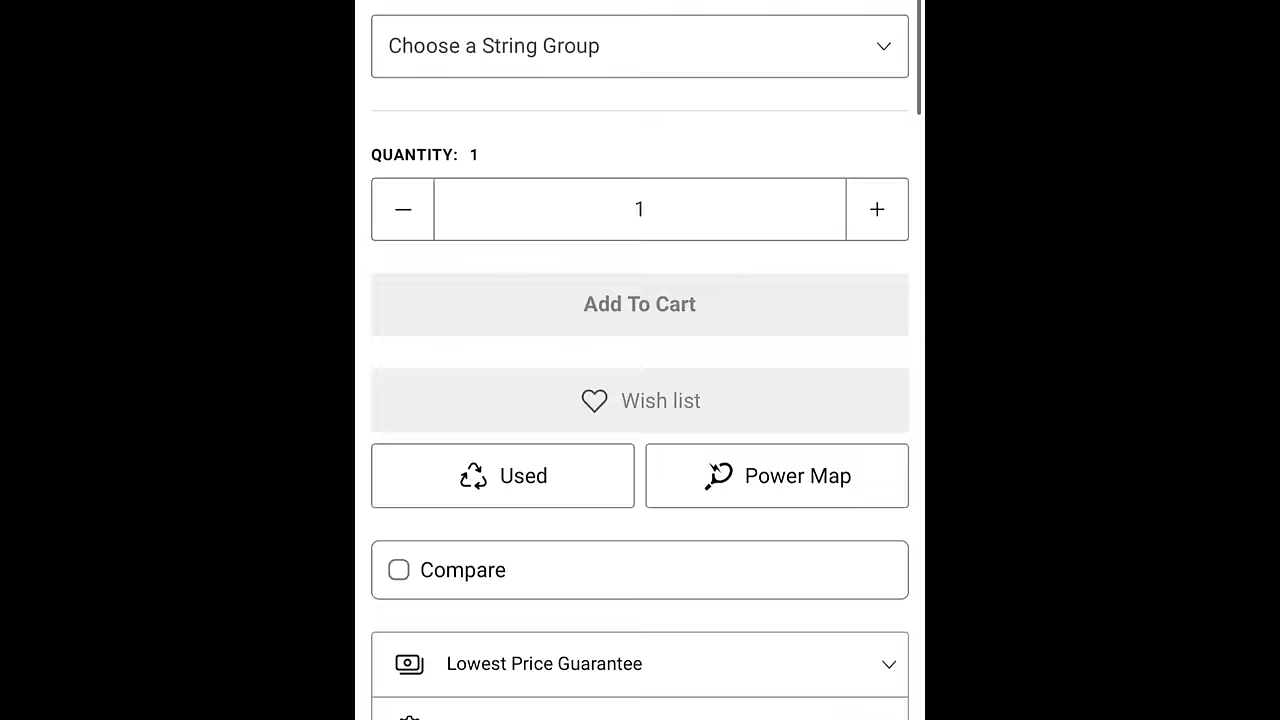 Choose a String Group
QUANTITY: 1
1
Add To Cart
Wish list
Used
Power Map
Compare
Lowest Price Guarantee